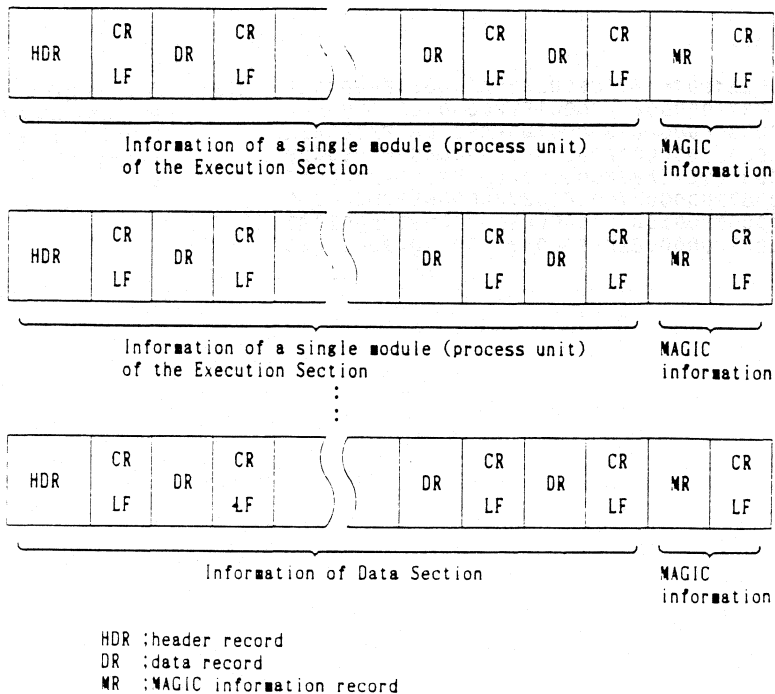 CR CR CR CR CR
HDR DR DR DR MR
LF LF LF LF LF
Information of a single module (process unit) MAGIC
of the Execution Section information
CR CR CR CR CR
HDR DR DR DR MR
LF LF LF LF LF
Information of a single module (process unit) MAGIC
of the Execution Section information
CR CR CR CR CR
HDR DR DR DR MR
LF LF LF LF LF
Information of Data Section MAGIC
information
HDR ;header record
DR ;data record
MR ;MAGIC information record